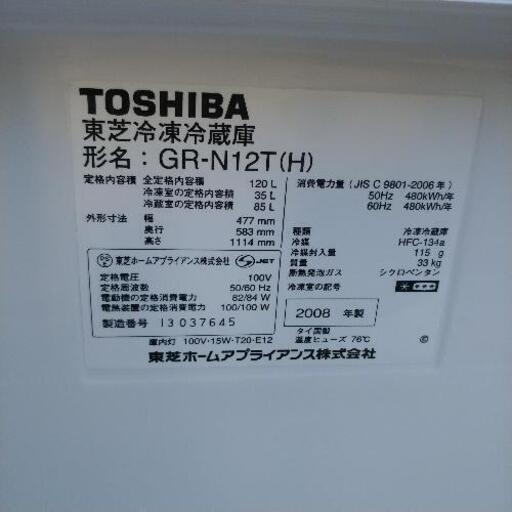 TOSHIBA
東芝冷凍冷蔵庫
形名：GR-N12T(H)
定格内容積 全定格内容積 120 L
冷凍室の定格内容積 35 L
冷蔵室の定格内容積 85 L
外形寸法 幅 477 mm
奥行 583 mm
高さ 1114 mm
消費電力量 (JIS C 9801-2006 年)
50Hz 480kWh/年
60Hz 480kWh/年
種類 冷凍冷蔵庫
冷媒 HFC-134a
冷媒封入量 115 g
質量 33 kg
断熱発泡ガス シクロペンタン
冷凍室の記号
東芝ホームアプライアンス株式会社 JET
定格電圧 100V
定格周波数 50/60 Hz
電動機の定格消費電力 82/84 W
電熱装置の定格消費電力 100/100 W
製造番号 13037645
2008 年製
タイ国製
庫内灯 100V･15W･T20･E12
温度ヒューズ 76℃
東芝ホームアプライアンス株式会社
©